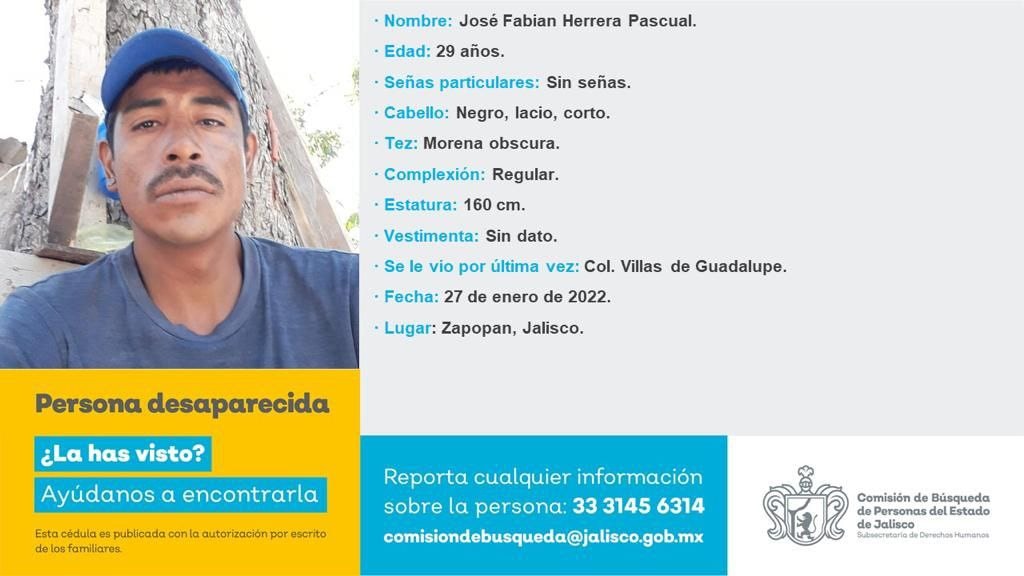 · Nombre: José Fabian Herrera Pascual.
· Edad: 29 años.
· Señas particulares: Sin señas.
· Cabello: Negro, lacio, corto.
· Tez: Morena obscura.
· Complexión: Regular.
· Estatura: 160 cm.
· Vestimenta: Sin dato.
· Se le vio por última vez: Col. Villas de Guadalupe.
· Fecha: 27 de enero de 2022.
· Lugar: Zapopan, Jalisco.
Persona desaparecida
¿La has visto?
Ayúdanos a encontrarla
Esta cédula es publicada con la autorización por escrito
de los familiares.
Reporta cualquier información
sobre la persona: 33 3145 6314
comisiondebusqueda@jalisco.gob.mx
Comisión de Búsqueda
de Personas del Estado
de Jalisco
Subsecretaría de Derechos Humanos